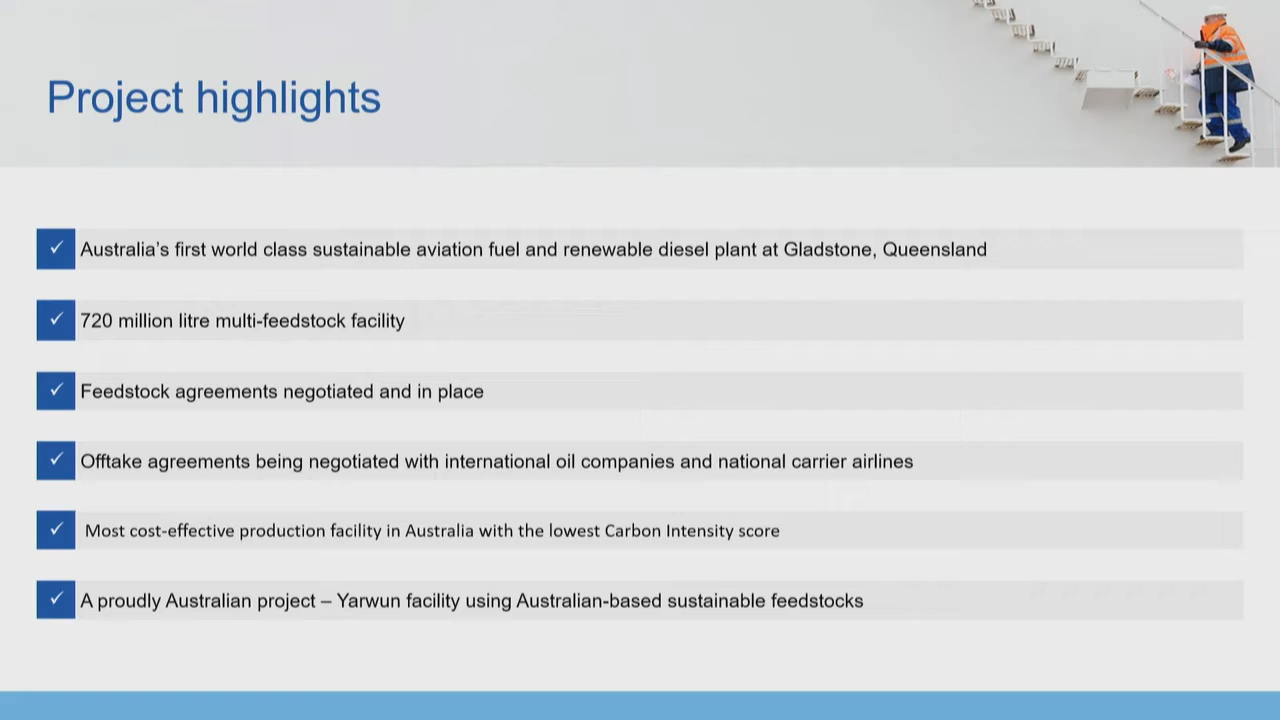 Project highlights
✓ Australia’s first world class sustainable aviation fuel and renewable diesel plant at Gladstone, Queensland
✓ 720 million litre multi-feedstock facility
✓ Feedstock agreements negotiated and in place
✓ Offtake agreements being negotiated with international oil companies and national carrier airlines
✓ Most cost-effective production facility in Australia with the lowest Carbon Intensity score
✓ A proudly Australian project – Yarwun facility using Australian-based sustainable feedstocks